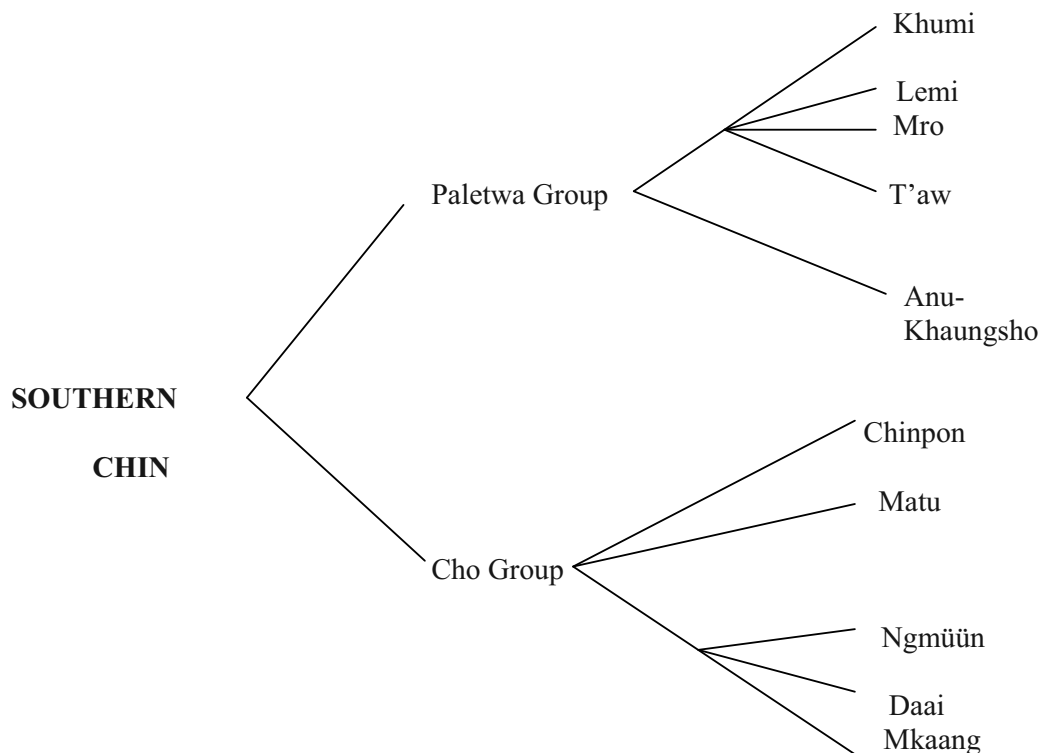 Khumi
Lemi
Mro
Paletwa Group
T’aw
Anu-
Khaungsho
SOUTHERN
CHIN
Chinpon
Matu
Cho Group
Ngmüün
Daai
Mkaang